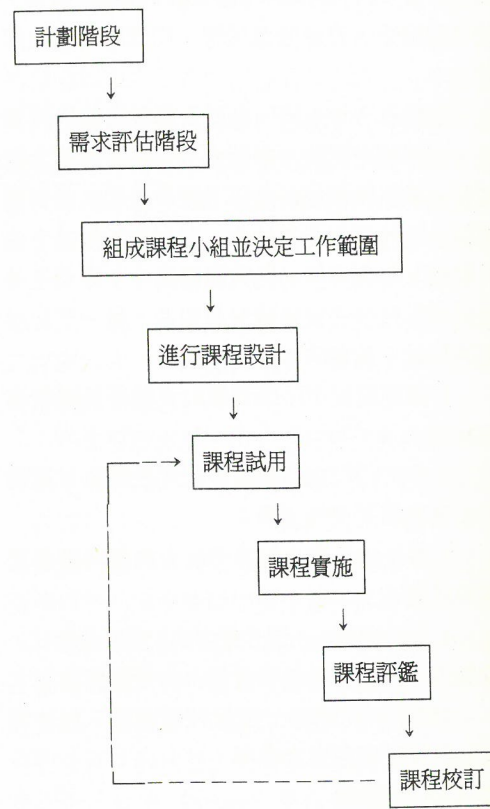 計劃階段
需求評估階段
組成課程小組並決定工作範圍
進行課程設計
課程試用
課程實施
課程評鑑
課程校訂